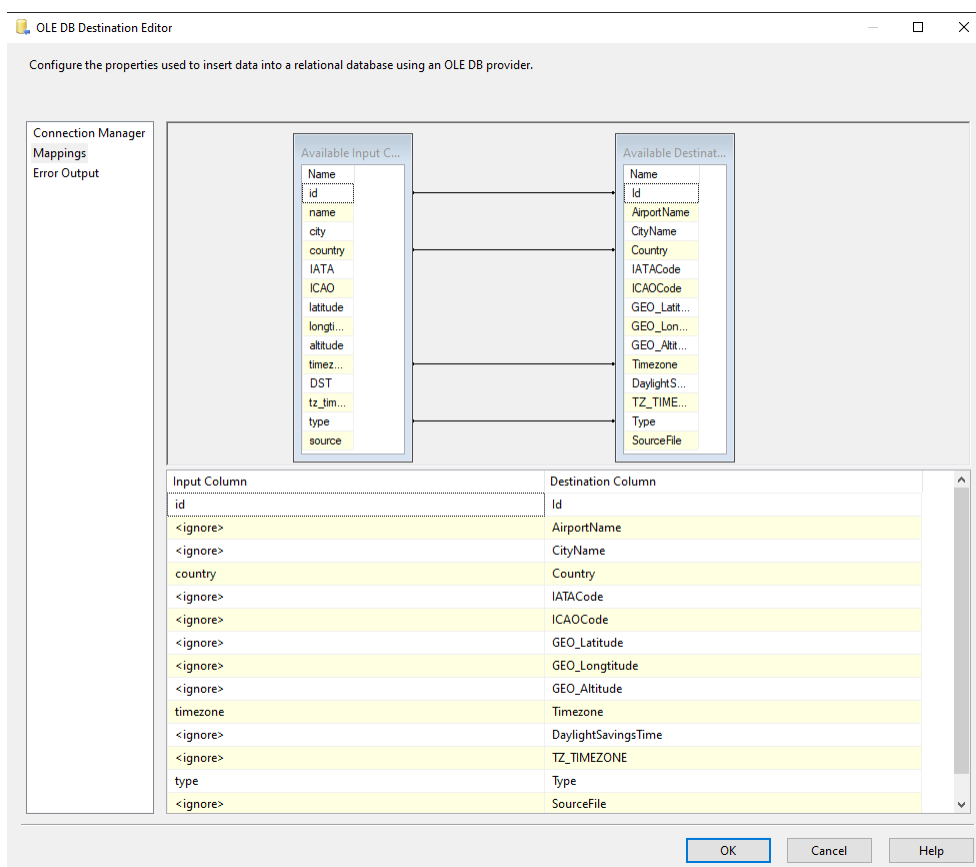 OLE DB Destination Editor
Configure the properties used to insert data into a relational database using an OLE DB provider.
Connection Manager
Mappings
Error Output
Available Input C...
Name
id
name
city
country
IATA
ICAO
latitude
longti...
altitude
timez...
DST
tz_tim...
type
source
Available Destinat...
Name
Id
AirportName
CityName
Country
IATACode
ICAOCode
GEO_Latit...
GEO_Lon...
GEO_Altit...
Timezone
DaylightS...
TZ_TIME...
Type
SourceFile
Input Column Destination Column
id Id
<ignore> AirportName
<ignore> CityName
country Country
<ignore> IATACode
<ignore> ICAOCode
<ignore> GEO_Latitude
<ignore> GEO_Longtitude
<ignore> GEO_Altitude
timezone Timezone
<ignore> DaylightSavingsTime
<ignore> TZ_TIMEZONE
type Type
<ignore> SourceFile
OK Cancel Help